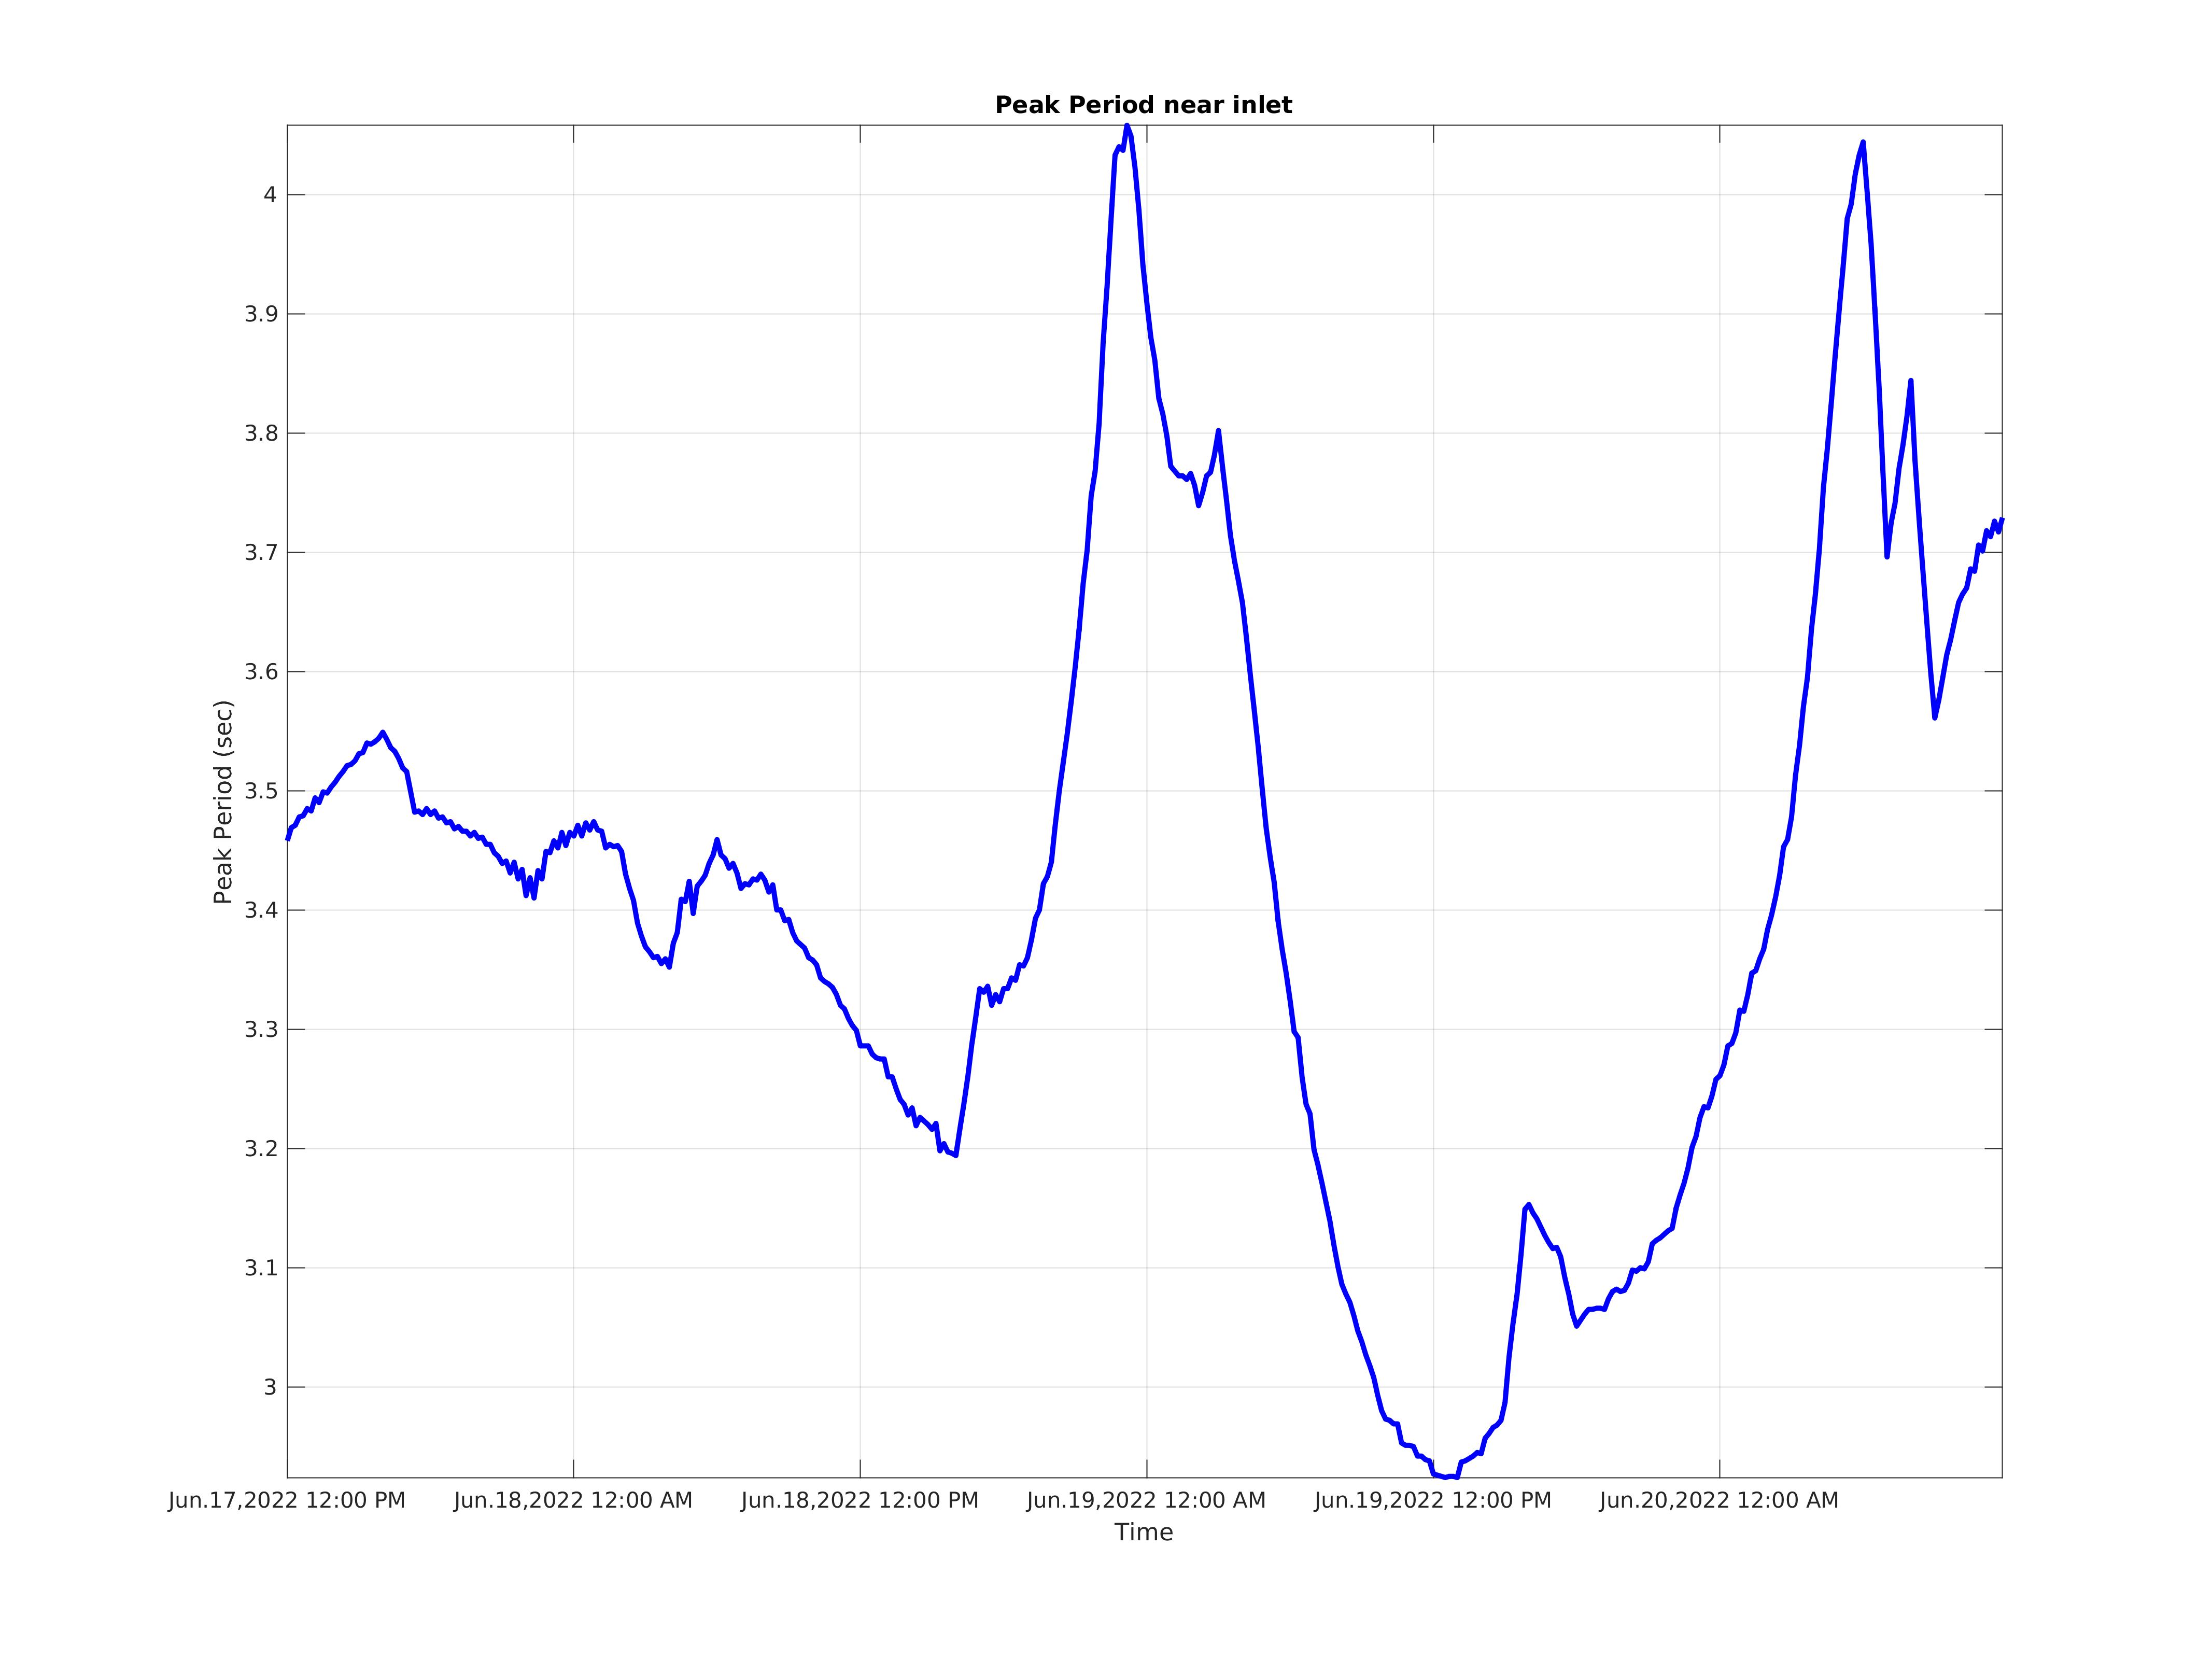 Peak Period near inlet
4
3.9
3.8
3.7
3.6
3.5
3.4
3.3
3.2
3.1
3
Peak Period (sec)
Jun.17,2022 12:00 PM Jun.18,2022 12:00 AM Jun.18,2022 12:00 PM Jun.19,2022 12:00 AM Jun.19,2022 12:00 PM Jun.20,2022 12:00 AM
Time